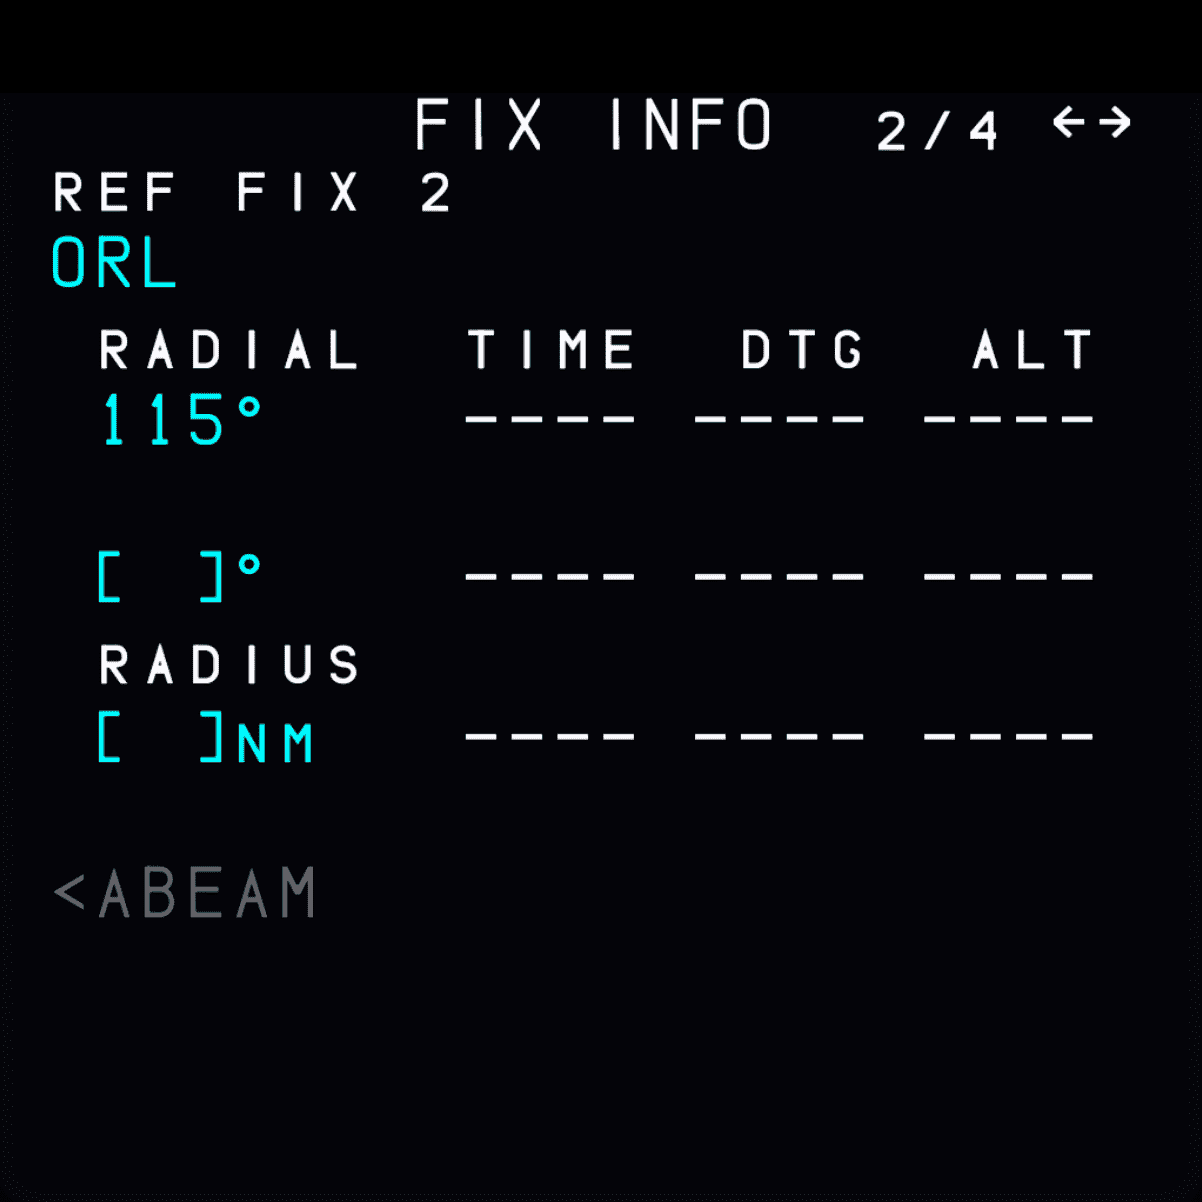 FIX INFO 2/4 ←→
REF FIX 2
ORL
RADIAL TIME DTG ALT
115° ---- ---- ----
[ ]° ---- ---- ----
RADIUS
[ ]NM ---- ---- ----
<ABEAM